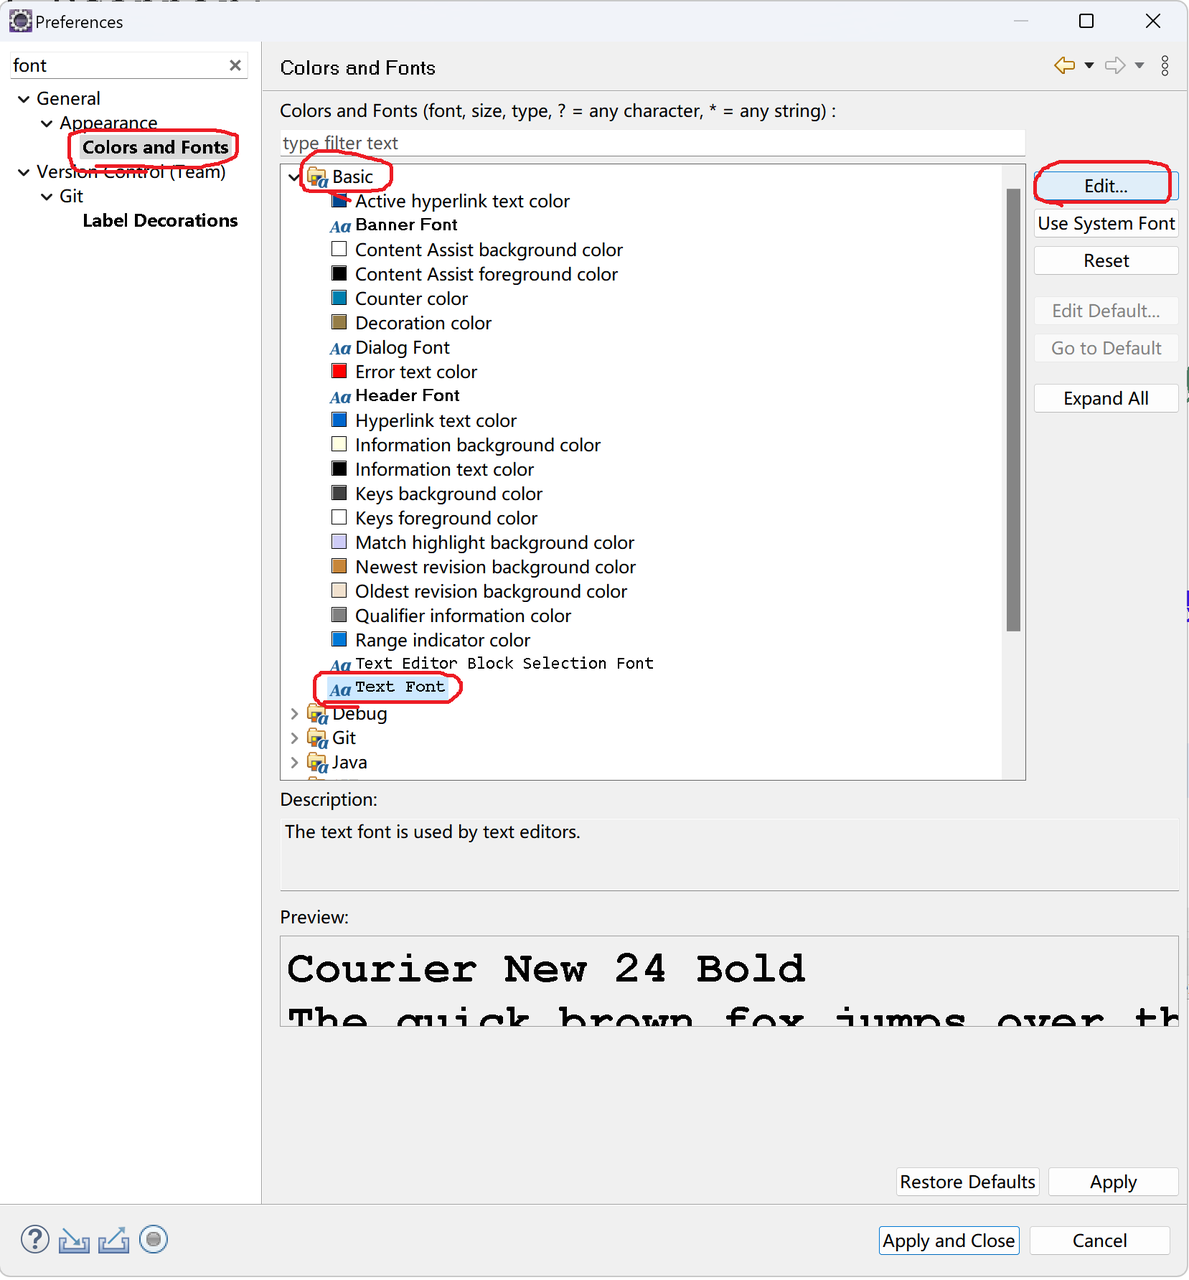 Preferences
font
General
Appearance
Colors and Fonts
Version Control (Team)
Git
Label Decorations
Colors and Fonts
Colors and Fonts (font, size, type, ? = any character, * = any string) :
type filter text
Basic
Active hyperlink text color
Aa Banner Font
Content Assist background color
Content Assist foreground color
Counter color
Decoration color
Aa Dialog Font
Error text color
Aa Header Font
Hyperlink text color
Information background color
Information text color
Keys background color
Keys foreground color
Match highlight background color
Newest revision background color
Oldest revision background color
Qualifier information color
Range indicator color
Aa Text Editor Block Selection Font
Aa Text Font
Debug
Git
Java
Edit...
Use System Font
Reset
Edit Default...
Go to Default
Expand All
Description:
The text font is used by text editors.
Preview:
Courier New 24 Bold
The quick brown fox jumps over th
Restore Defaults
Apply
Apply and Close
Cancel